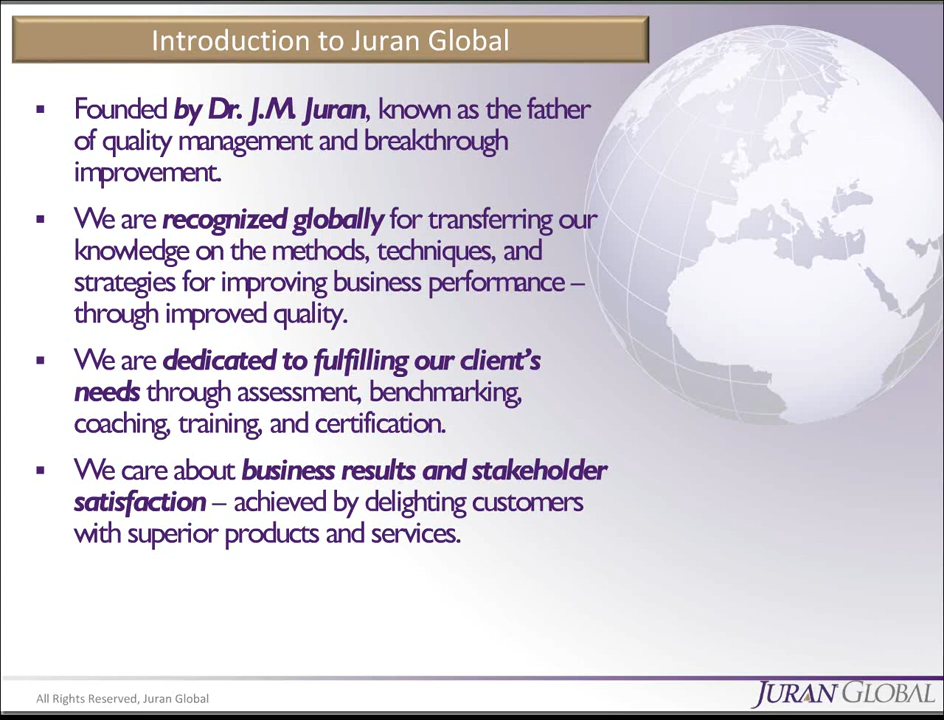 Introduction to Juran Global
▪ Founded by Dr. J.M. Juran, known as the father
of quality management and breakthrough
improvement.
▪ We are recognized globally for transferring our
knowledge on the methods, techniques, and
strategies for improving business performance –
through improved quality.
▪ We are dedicated to fulfilling our client's
needs through assessment, benchmarking,
coaching, training, and certification.
▪ We care about business results and stakeholder
satisfaction – achieved by delighting customers
with superior products and services.
All Rights Reserved, Juran Global
JURAN GLOBAL